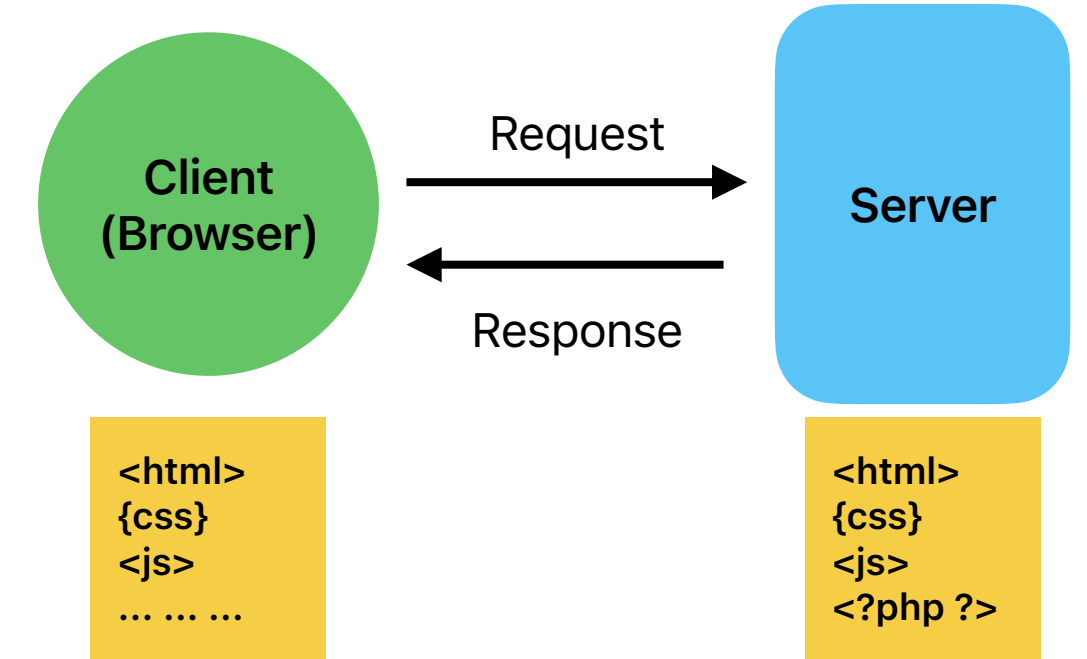 Client
(Browser)
Request
Response
Server
<html>
{css}
<js>
... ... ...
<html>
{css}
<js>
<?php ?>